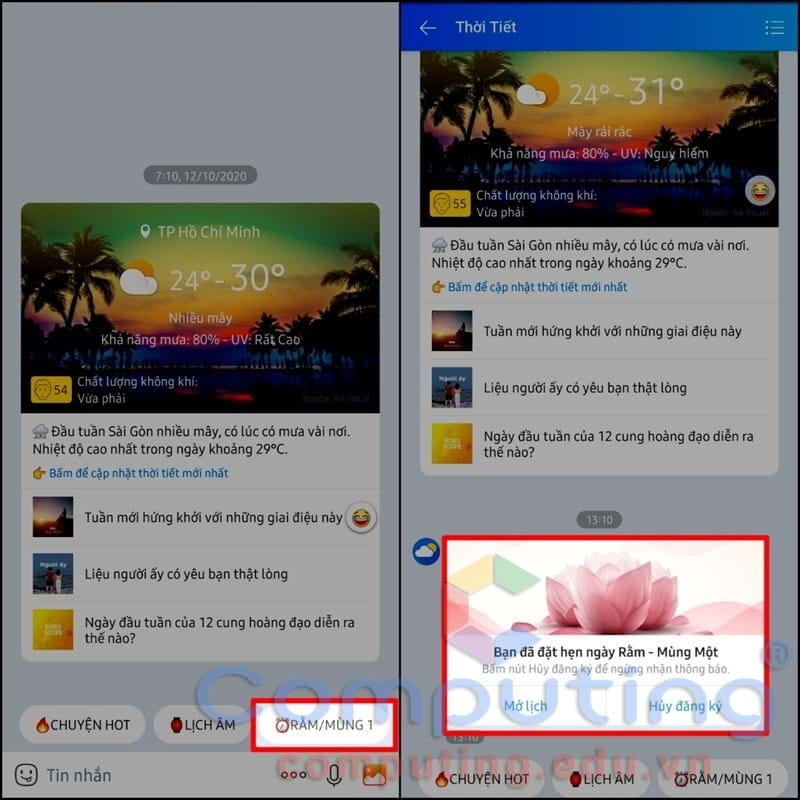 7:10, 12/10/2020
TP Hồ Chí Minh
24°-30°
Nhiều mây
Khả năng mưa: 80% - UV: Rất Cao
54
Chất lượng không khí:
Vừa phải
Nguồn: Air Visual
Đầu tuần Sài Gòn nhiều mây, có lúc có mưa vài nơi.
Nhiệt độ cao nhất trong ngày khoảng 29°C.
Bấm để cập nhật thời tiết mới nhất
Tuần mới hứng khởi với những giai điệu này
Người ấy
Liệu người ấy có yêu bạn thật lòng
HORO
SCOPE
Ngày đầu tuần của 12 cung hoàng đạo diễn ra
thế nào?
CHUYỆN HOT
LỊCH ÂM
RẰM/MÙNG 1
Tin nhắn
Thời Tiết
24°-31°
Mây rải rác
Khả năng mưa: 80% - UV: Nguy hiểm
55
Chất lượng không khí:
Vừa phải
Nguồn: Air Visual
Đầu tuần Sài Gòn nhiều mây, có lúc có mưa vài nơi.
Nhiệt độ cao nhất trong ngày khoảng 29°C.
Bấm để cập nhật thời tiết mới nhất
Tuần mới hứng khởi với những giai điệu này
Người ấy
Liệu người ấy có yêu bạn thật lòng
HORO
SCOPE
Ngày đầu tuần của 12 cung hoàng đạo diễn ra
thế nào?
13:10
Bạn đã đặt hẹn ngày Rằm - Mùng Một
Bấm nút Hủy đăng ký để ngừng nhận thông báo.
Mở lịch
Hủy đăng ký
13:10
CHUYỆN HOT
LỊCH ÂM
RẰM/MÙNG 1
Computing®
computing.edu.vn